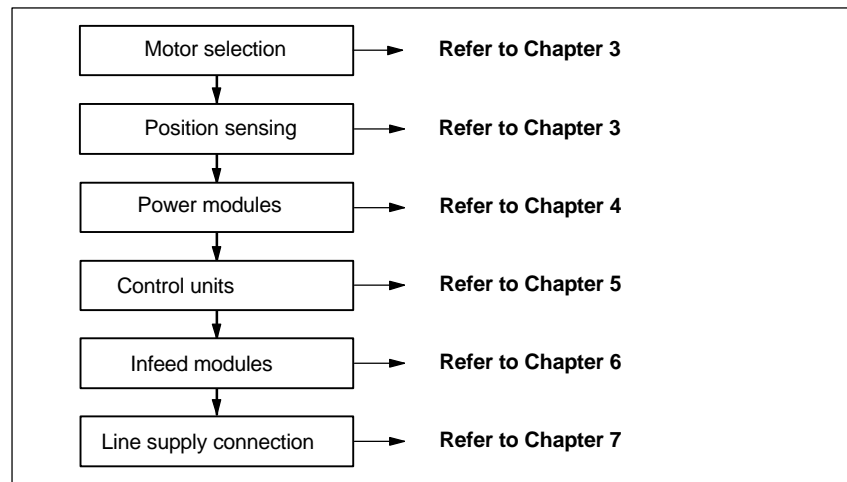 Motor selection Refer to Chapter 3
Position sensing Refer to Chapter 3
Power modules Refer to Chapter 4
Control units Refer to Chapter 5
Infeed modules Refer to Chapter 6
Line supply connection Refer to Chapter 7